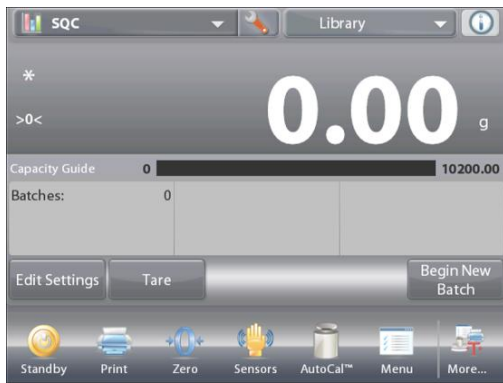 SQC
Library
*
>0<
0.00 g
Capacity Guide 0 10200.00
Batches: 0
Edit Settings
Tare
Begin New
Batch
Standby
Print
Zero
Sensors
AutoCal™
Menu
More...